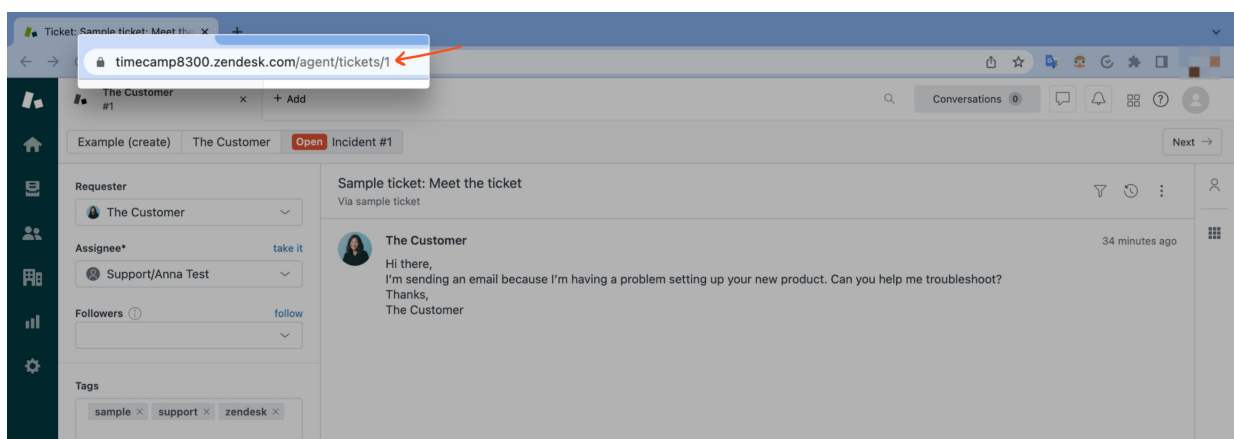 Ticket: Sample ticket: Meet the
timecamp8300.zendesk.com/agent/tickets/1
The Customer
#1
+ Add
Conversations 0
Example (create) The Customer Open Incident #1 Next →
Requester
The Customer
Assignee* take it
Support/Anna Test
Followers follow
Tags
sample × support × zendesk ×
Sample ticket: Meet the ticket
Via sample ticket
The Customer 34 minutes ago
Hi there,
I'm sending an email because I'm having a problem setting up your new product. Can you help me troubleshoot?
Thanks,
The Customer